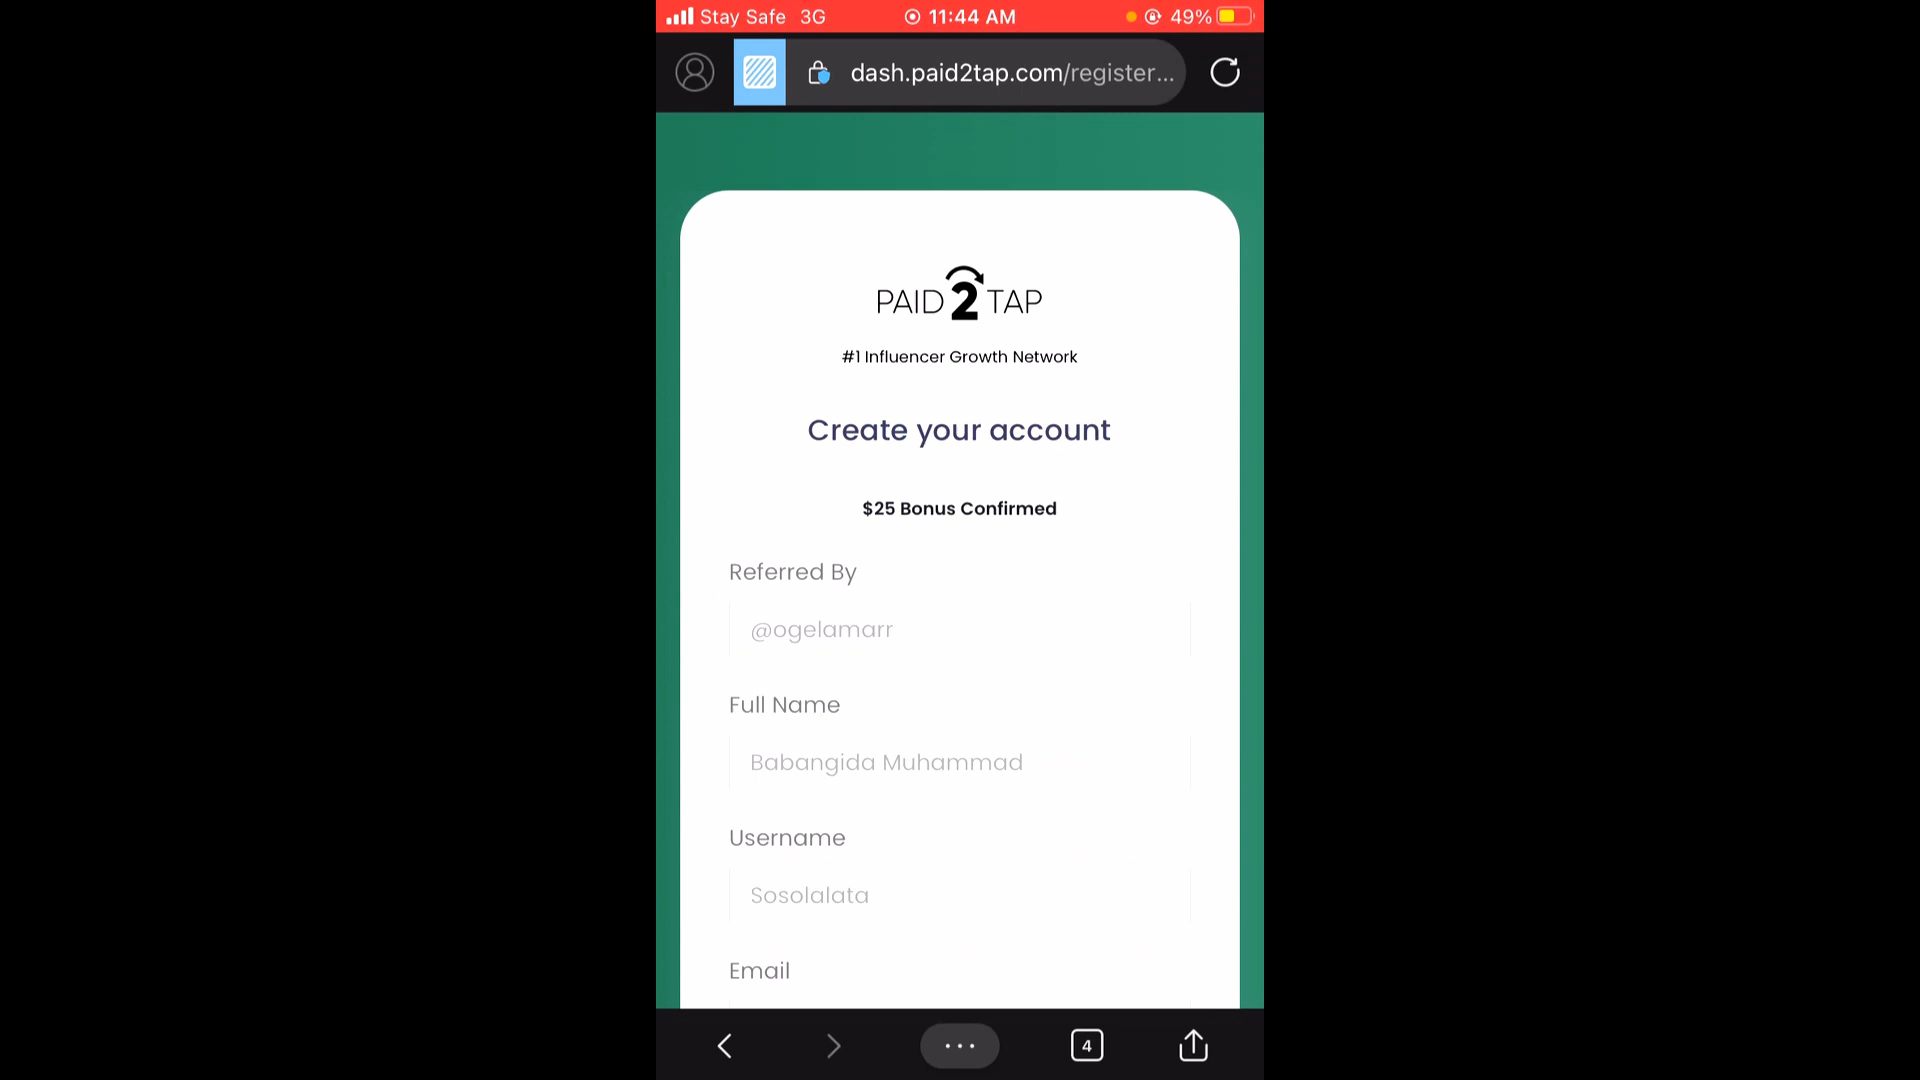 Stay Safe 3G 11:44 AM 49%
dash.paid2tap.com/register...
PAID 2 TAP
#1 Influencer Growth Network
Create your account
$25 Bonus Confirmed
Referred By
@ogelamarr
Full Name
Babangida Muhammad
Username
Sosolalata
Email
4